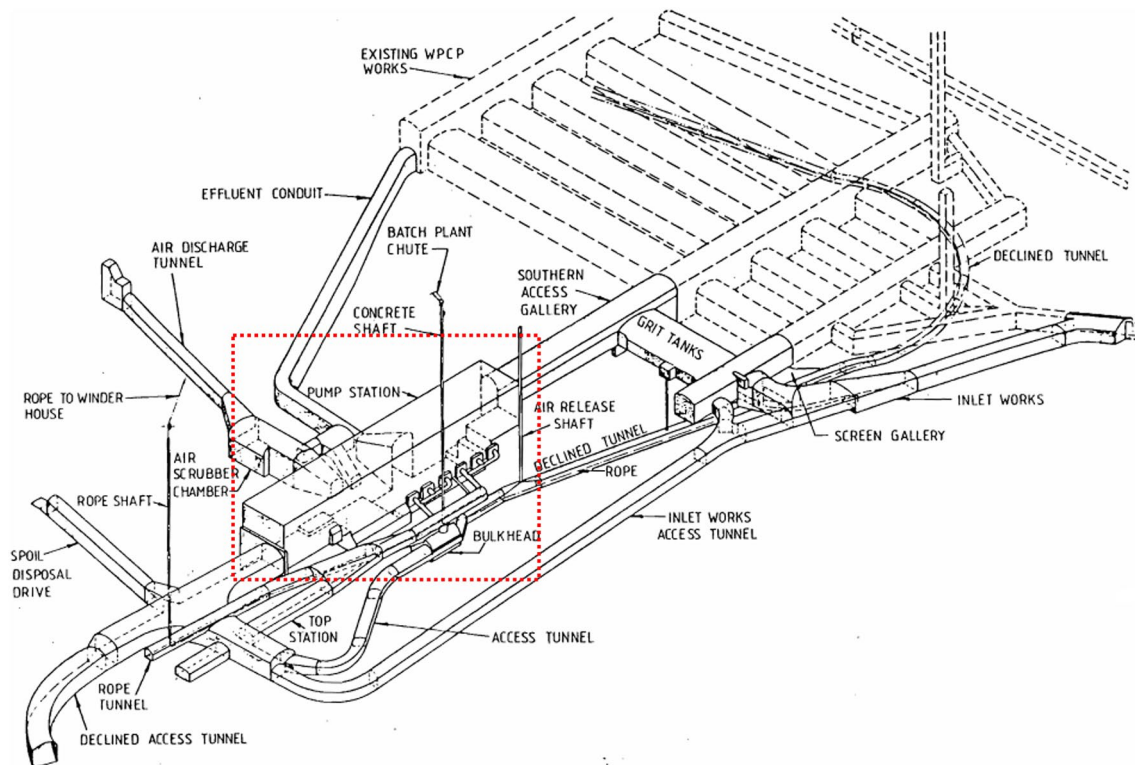 EXISTING WPCP
WORKS
EFFLUENT CONDUIT
BATCH PLANT
CHUTE
AIR DISCHARGE
TUNNEL
SOUTHERN
ACCESS
GALLERY
DECLINED TUNNEL
CONCRETE
SHAFT
GRIT TANKS
ROPE TO WINDER
HOUSE
PUMP STATION
AIR RELEASE
SHAFT
INLET WORKS
SCREEN GALLERY
DECLINED TUNNEL
ROPE
AIR
SCRUBBER
CHAMBER
ROPE SHAFT
INLET WORKS
ACCESS TUNNEL
BULKHEAD
SPOIL
DISPOSAL
DRIVE
TOP
STATION
ACCESS TUNNEL
ROPE
TUNNEL
DECLINED ACCESS TUNNEL